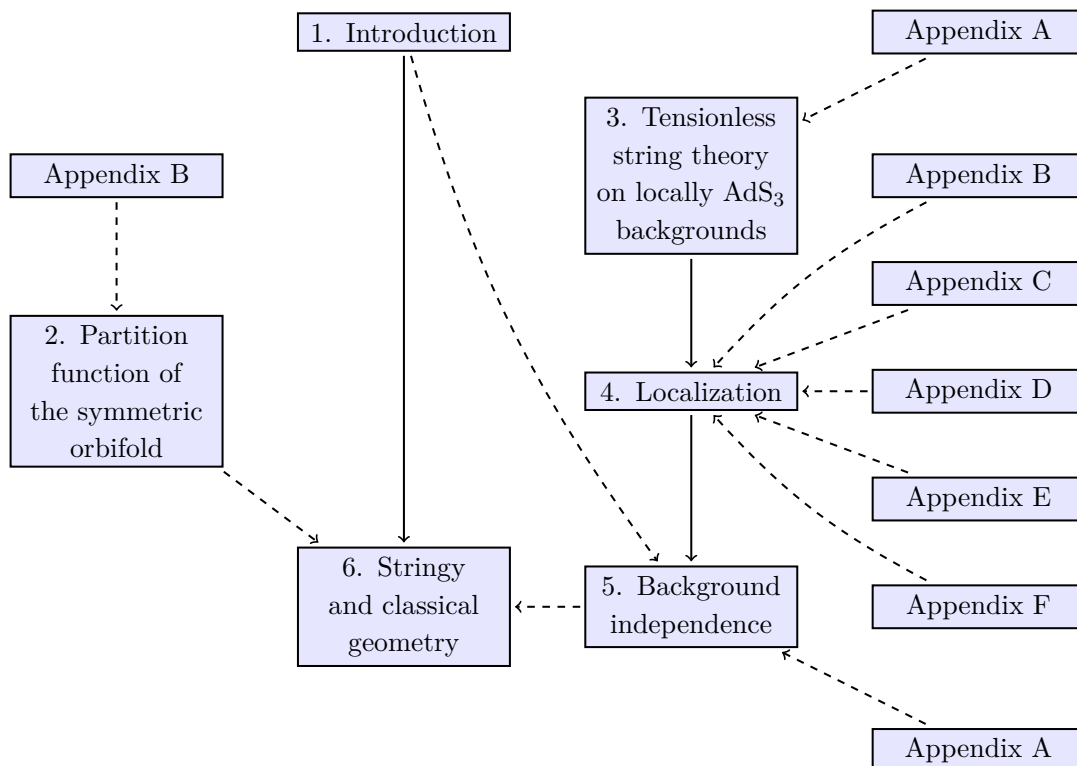 1. Introduction
Appendix A
3. Tensionless
string theory
on locally AdS₃
backgrounds
Appendix B
Appendix B
Appendix C
2. Partition
function of
the symmetric
orbifold
4. Localization
Appendix D
Appendix E
6. Stringy
and classical
geometry
5. Background
independence
Appendix F
Appendix A